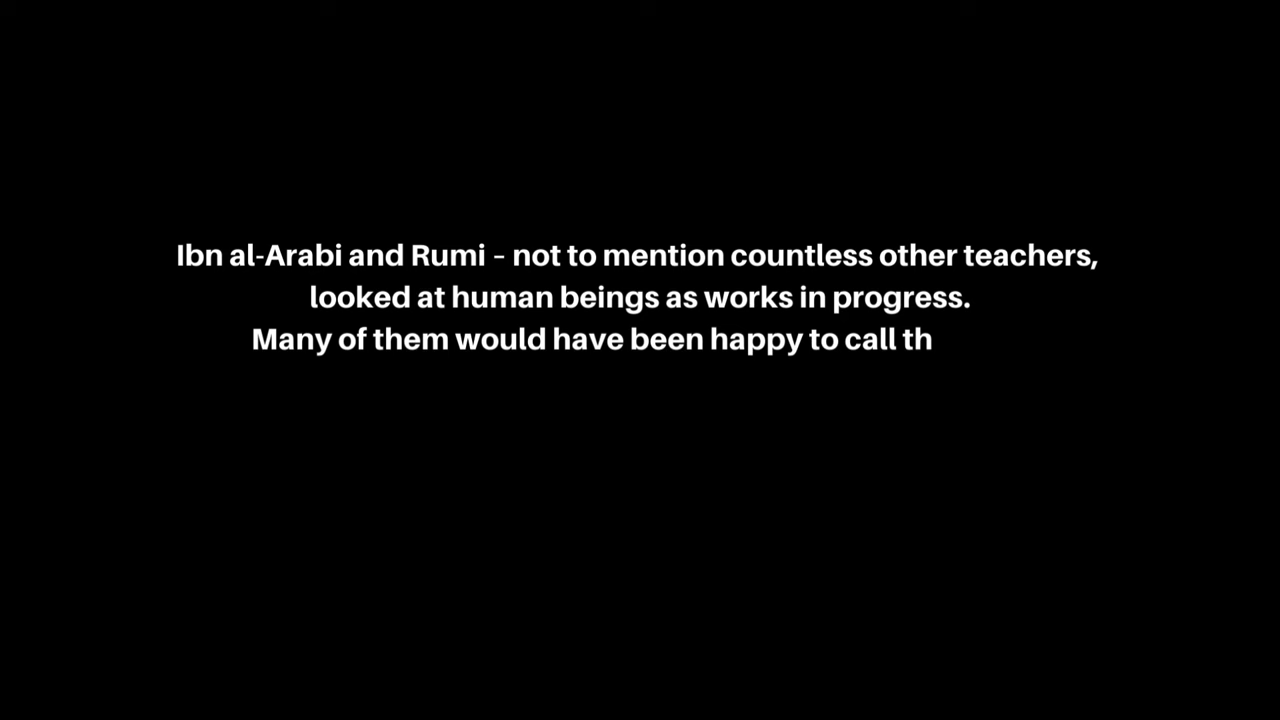 Ibn al-Arabi and Rumi – not to mention countless other teachers,
looked at human beings as works in progress.
Many of them would have been happy to call th